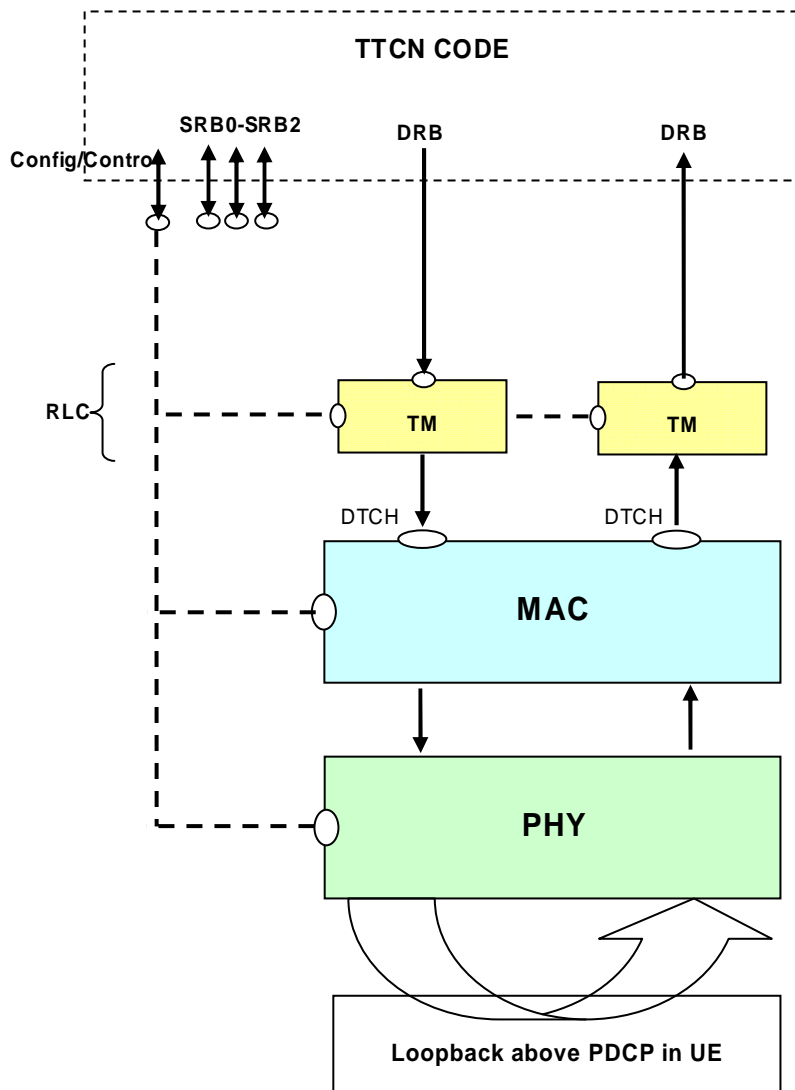 TTCN CODE
SRB0-SRB2
DRB
DRB
Config/Contro
RLC
TM
TM
DTCH
DTCH
MAC
PHY
Loopback above PDCP in UE